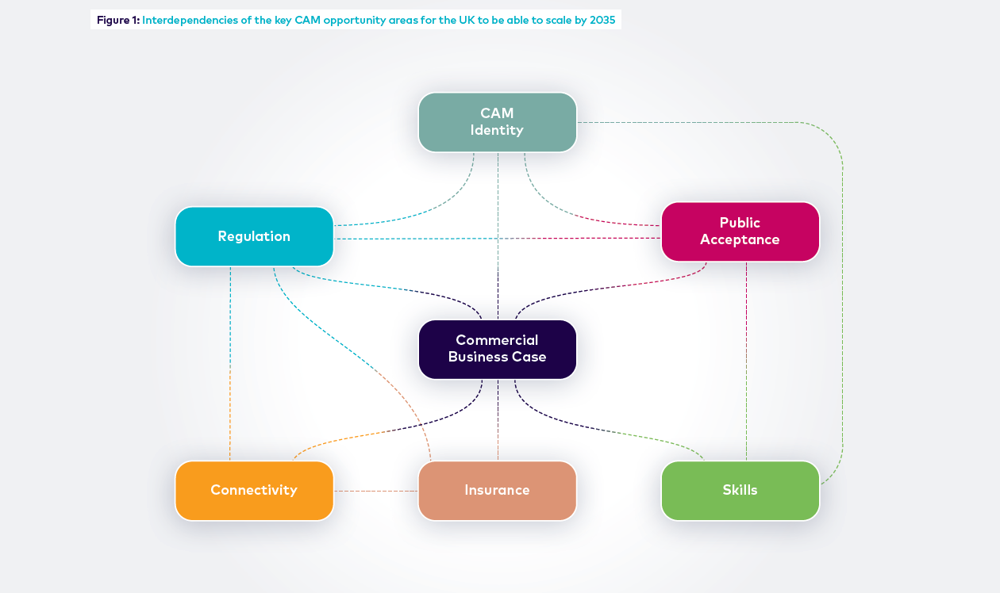 Figure 1: Interdependencies of the key CAM opportunity areas for the UK to be able to scale by 2035
CAM
Identity
Regulation
Public
Acceptance
Commercial
Business Case
Connectivity
Insurance
Skills